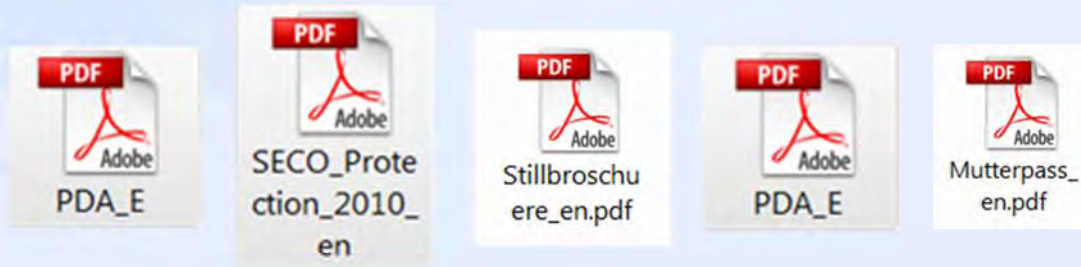 PDF
Adobe
PDA_E
PDF
Adobe
SECO_Prote
ction_2010_
en
PDF
Adobe
Stillbroschu
ere_en.pdf
PDF
Adobe
PDA_E
PDF
Adobe
Mutterpass_
en.pdf